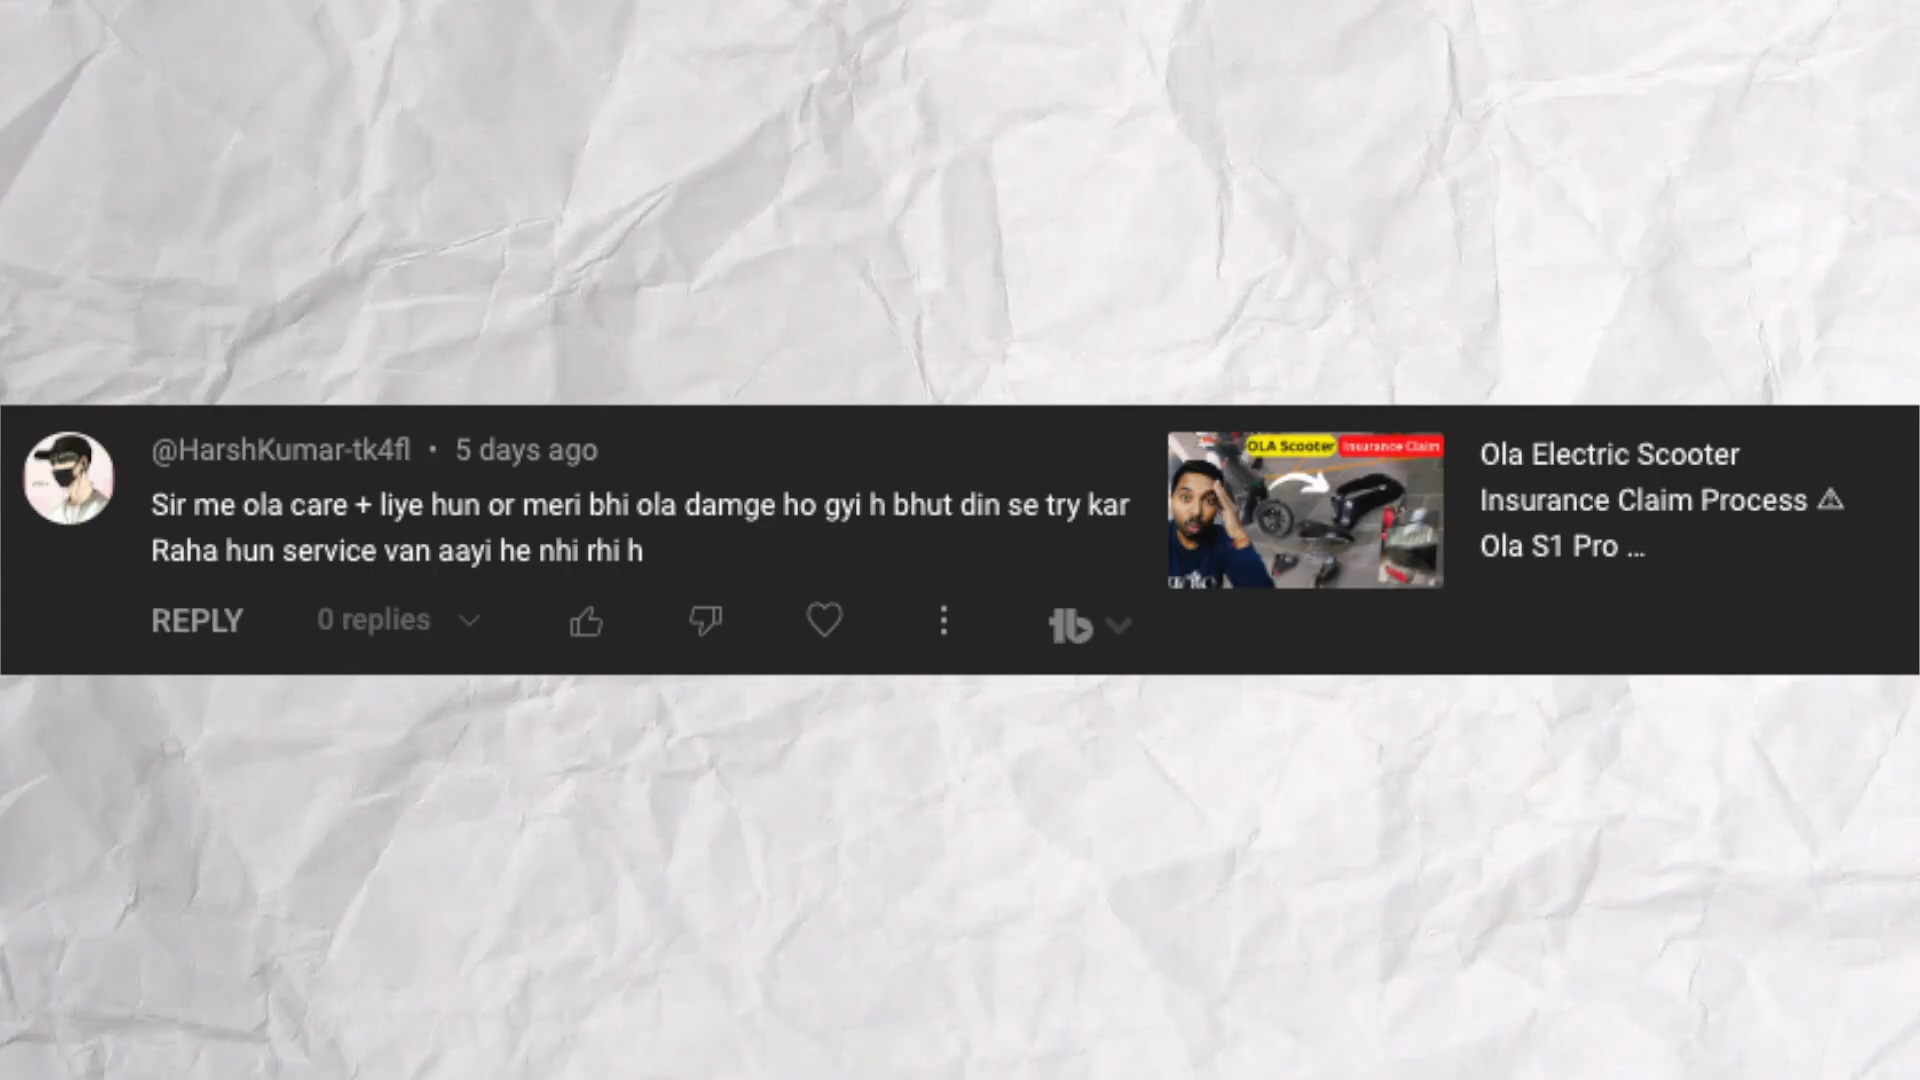 @HarshKumar-tk4fl • 5 days ago
Sir me ola care + liye hun or meri bhi ola damge ho gyi h bhut din se try kar
Raha hun service van aayi he nhi rhi h
REPLY 0 replies
OLA Scooter Insurance Claim
Ola Electric Scooter
Insurance Claim Process ⚠
Ola S1 Pro ...